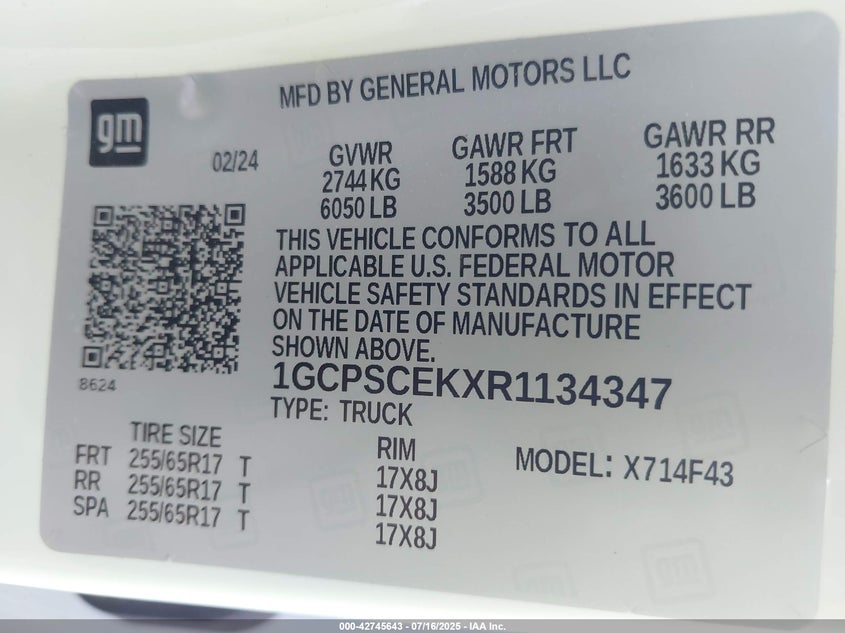 MFD BY GENERAL MOTORS LLC
gm
02/24
GVWR GAWR FRT GAWR RR
2744 KG 1588 KG 1633 KG
6050 LB 3500 LB 3600 LB
THIS VEHICLE CONFORMS TO ALL
APPLICABLE U.S. FEDERAL MOTOR
VEHICLE SAFETY STANDARDS IN EFFECT
ON THE DATE OF MANUFACTURE
SHOWN ABOVE.
8624
1GCPSCEKXR1134347
TYPE: TRUCK
TIRE SIZE RIM MODEL: X714F43
FRT 255/65R17 T 17X8J
RR 255/65R17 T 17X8J
SPA 255/65R17 T 17X8J
000-42745643 - 07/16/2025 - IAA Inc.